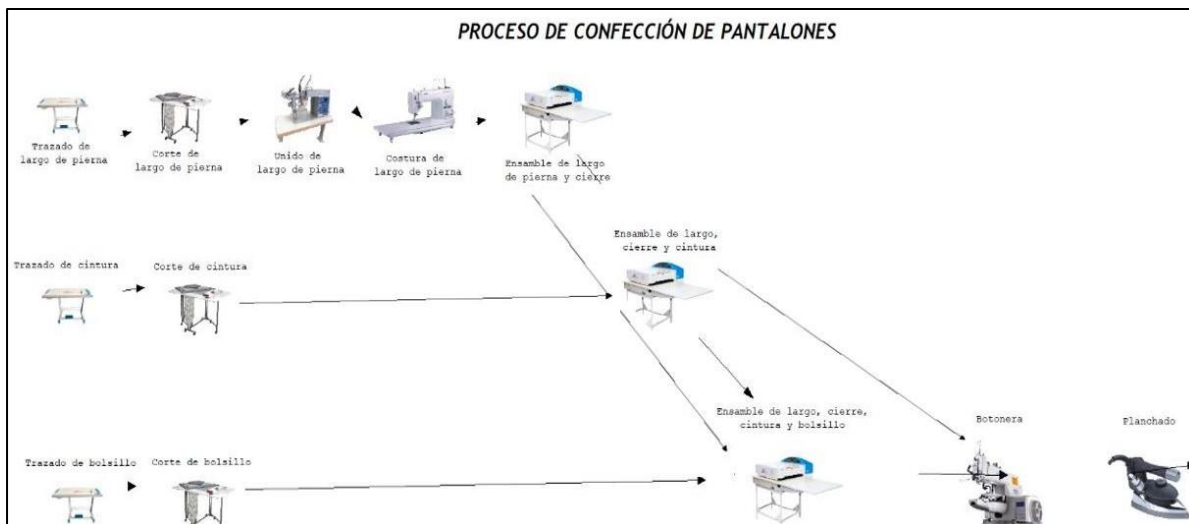 PROCESO DE CONFECCIÓN DE PANTALONES
Trazado de
largo de pierna
Corte de
largo de pierna
Unido de
largo de pierna
Costura de
largo de pierna
Ensamble de largo
de pierna y cierre
Ensamble de largo,
cierre y cintura
Trazado de cintura
Corte de cintura
Ensamble de largo, cierre,
cintura y bolsillo
Botonera
Planchado
Trazado de bolsillo
Corte de bolsillo